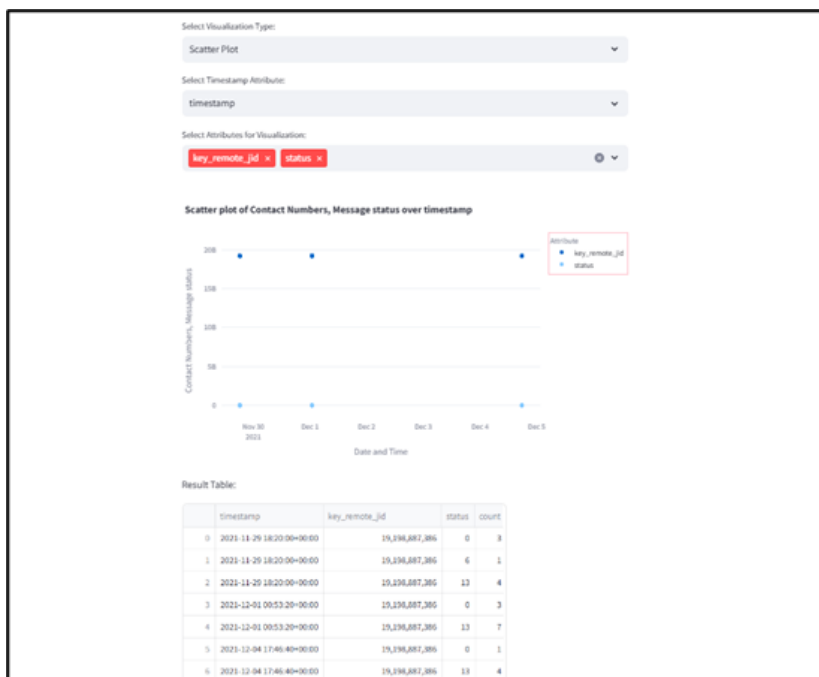 Select Visualization Type:
Scatter Plot
Select Timestamp Attribute:
timestamp
Select Attributes for Visualization:
key_remote_jid × status ×
Scatter plot of Contact Numbers, Message status over timestamp
Attribute
key_remote_jid
status
20B
15B
10B
5B
0
Contact Numbers, Message status
Nov 30 Dec 1 Dec 2 Dec 3 Dec 4 Dec 5
2021
Date and Time
Result Table:
timestamp key_remote_jid status count
0 2021-11-29 18:20:00+00:00 19,198,887,386 0 3
1 2021-11-29 18:20:00+00:00 19,198,887,386 6 1
2 2021-11-29 18:20:00+00:00 19,198,887,386 13 4
3 2021-12-01 00:53:20+00:00 19,198,887,386 0 3
4 2021-12-01 00:53:20+00:00 19,198,887,386 13 7
5 2021-12-04 17:46:40+00:00 19,198,887,386 0 1
6 2021-12-04 17:46:40+00:00 19,198,887,386 13 4